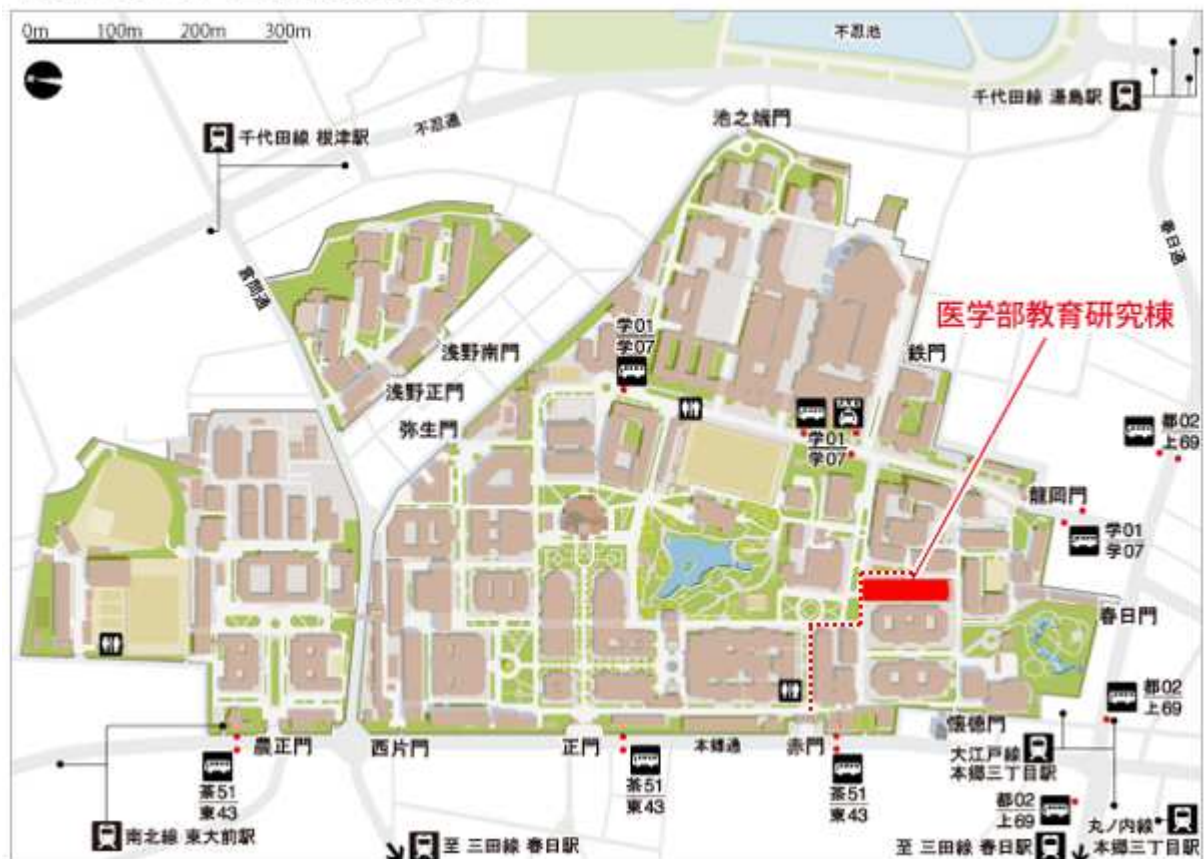 0m 100m 200m 300m
不忍池
千代田線 湯島駅
池之端門
不忍通
千代田線 根津駅
春日通
言問通
医学部教育研究棟
学01
学07
鉄門
浅野南門
浅野正門
弥生門
TAXI
学01
学07
都02
上69
龍岡門
学01
学07
春日門
都02
上69
懐徳門
農正門
西片門
正門
本郷通
赤門
大江戸線
本郷三丁目駅
茶51
東43
茶51
東43
茶51
東43
都02
上69
丸ノ内線
本郷三丁目駅
南北線 東大前駅
至 三田線 春日駅
至 三田線 春日駅